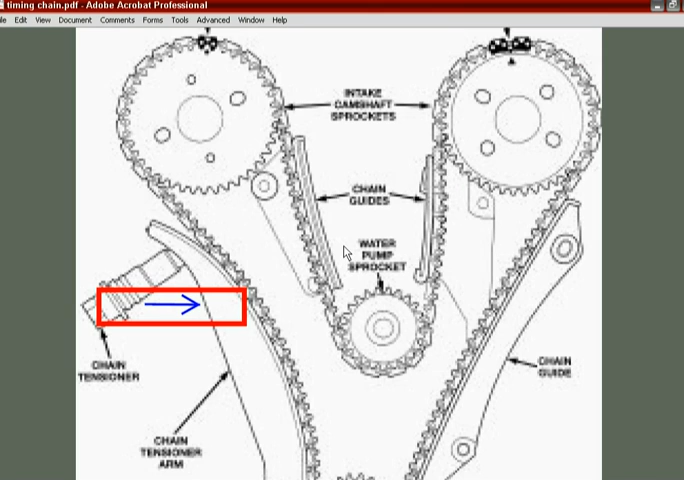 timing chain.pdf - Adobe Acrobat Professional
Edit View Document Comments Forms Tools Advanced Window Help
INTAKE
CAMSHAFT
SPROCKETS
CHAIN
GUIDES
WATER
PUMP
SPROCKET
CHAIN
TENSIONER
CHAIN
GUIDE
CHAIN
TENSIONER
ARM